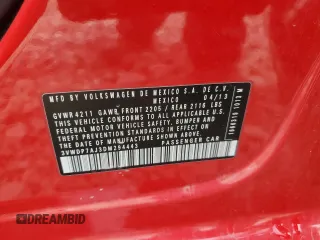 MFD BY VOLKSWAGEN DE MEXICO S.A. DE C.V.
MEXICO 04/13
GVWR 4211 GAWR FRONT 2205 / REAR 2116 LBS
THIS VEHICLE CONFORMS TO ALL APPLICABLE
FEDERAL MOTOR VEHICLE SAFETY, BUMPER AND
THEFT PREVENTION STANDARDS IN EFFECT ON
THE DATE OF MANUFACTURE SHOWN ABOVE.
PASSENGER CAR
DREAMBID